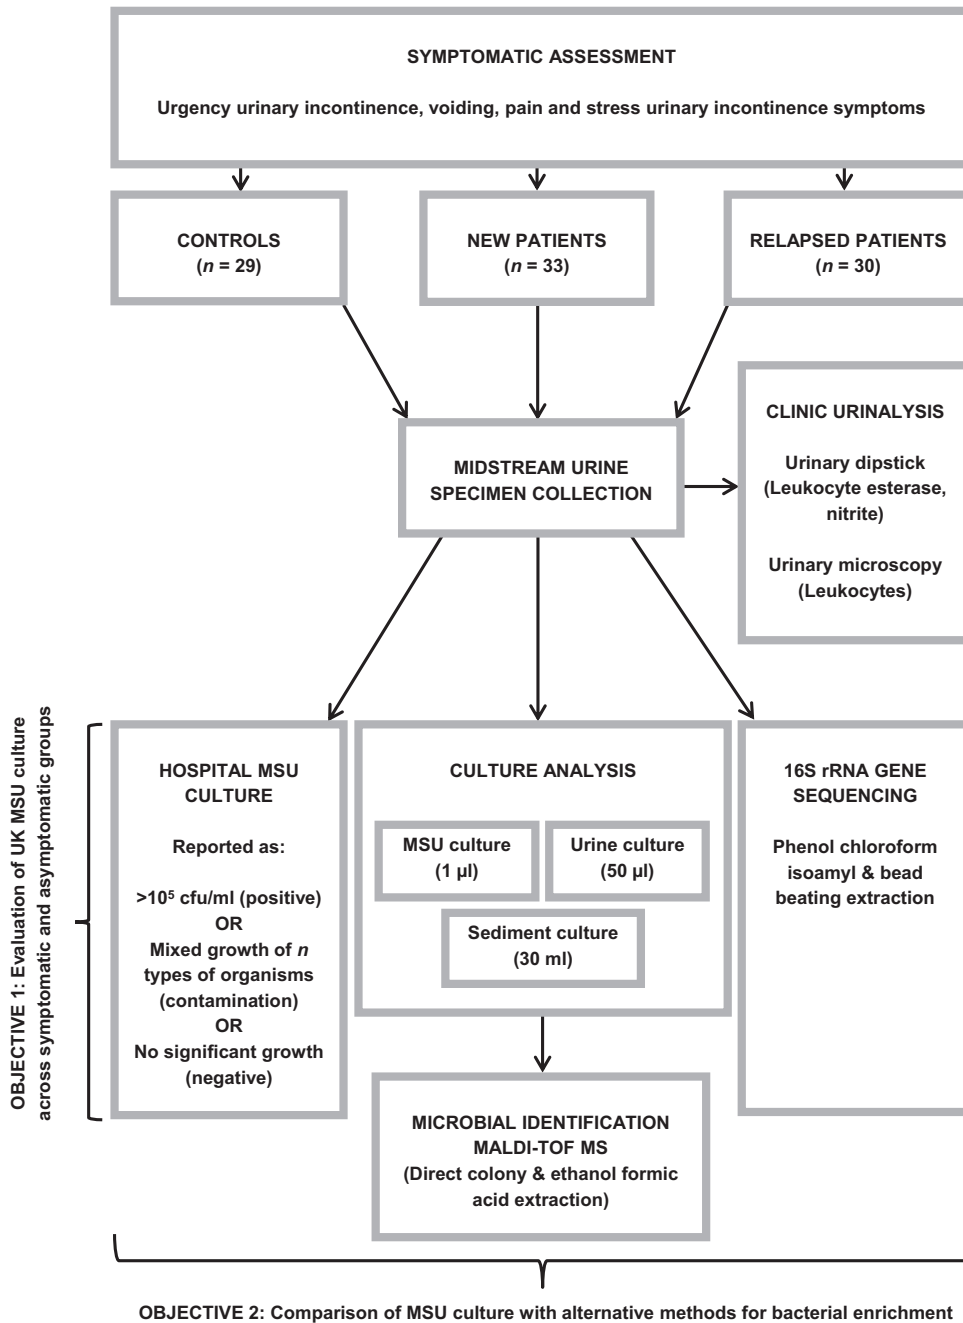 SYMPTOMATIC ASSESSMENT
Urgency urinary incontinence, voiding, pain and stress urinary incontinence symptoms
CONTROLS
(n = 29)
NEW PATIENTS
(n = 33)
RELAPSED PATIENTS
(n = 30)
MIDSTREAM URINE
SPECIMEN COLLECTION
CLINIC URINALYSIS
Urinary dipstick
(Leukocyte esterase,
nitrite)
Urinary microscopy
(Leukocytes)
OBJECTIVE 1: Evaluation of UK MSU culture
across symptomatic and asymptomatic groups
HOSPITAL MSU
CULTURE
Reported as:
>10⁵ cfu/ml (positive)
OR
Mixed growth of n
types of organisms
(contamination)
OR
No significant growth
(negative)
CULTURE ANALYSIS
MSU culture
(1 µl)
Urine culture
(50 µl)
Sediment culture
(30 ml)
16S rRNA GENE
SEQUENCING
Phenol chloroform
isoamyl & bead
beating extraction
MICROBIAL IDENTIFICATION
MALDI-TOF MS
(Direct colony & ethanol formic
acid extraction)
OBJECTIVE 2: Comparison of MSU culture with alternative methods for bacterial enrichment